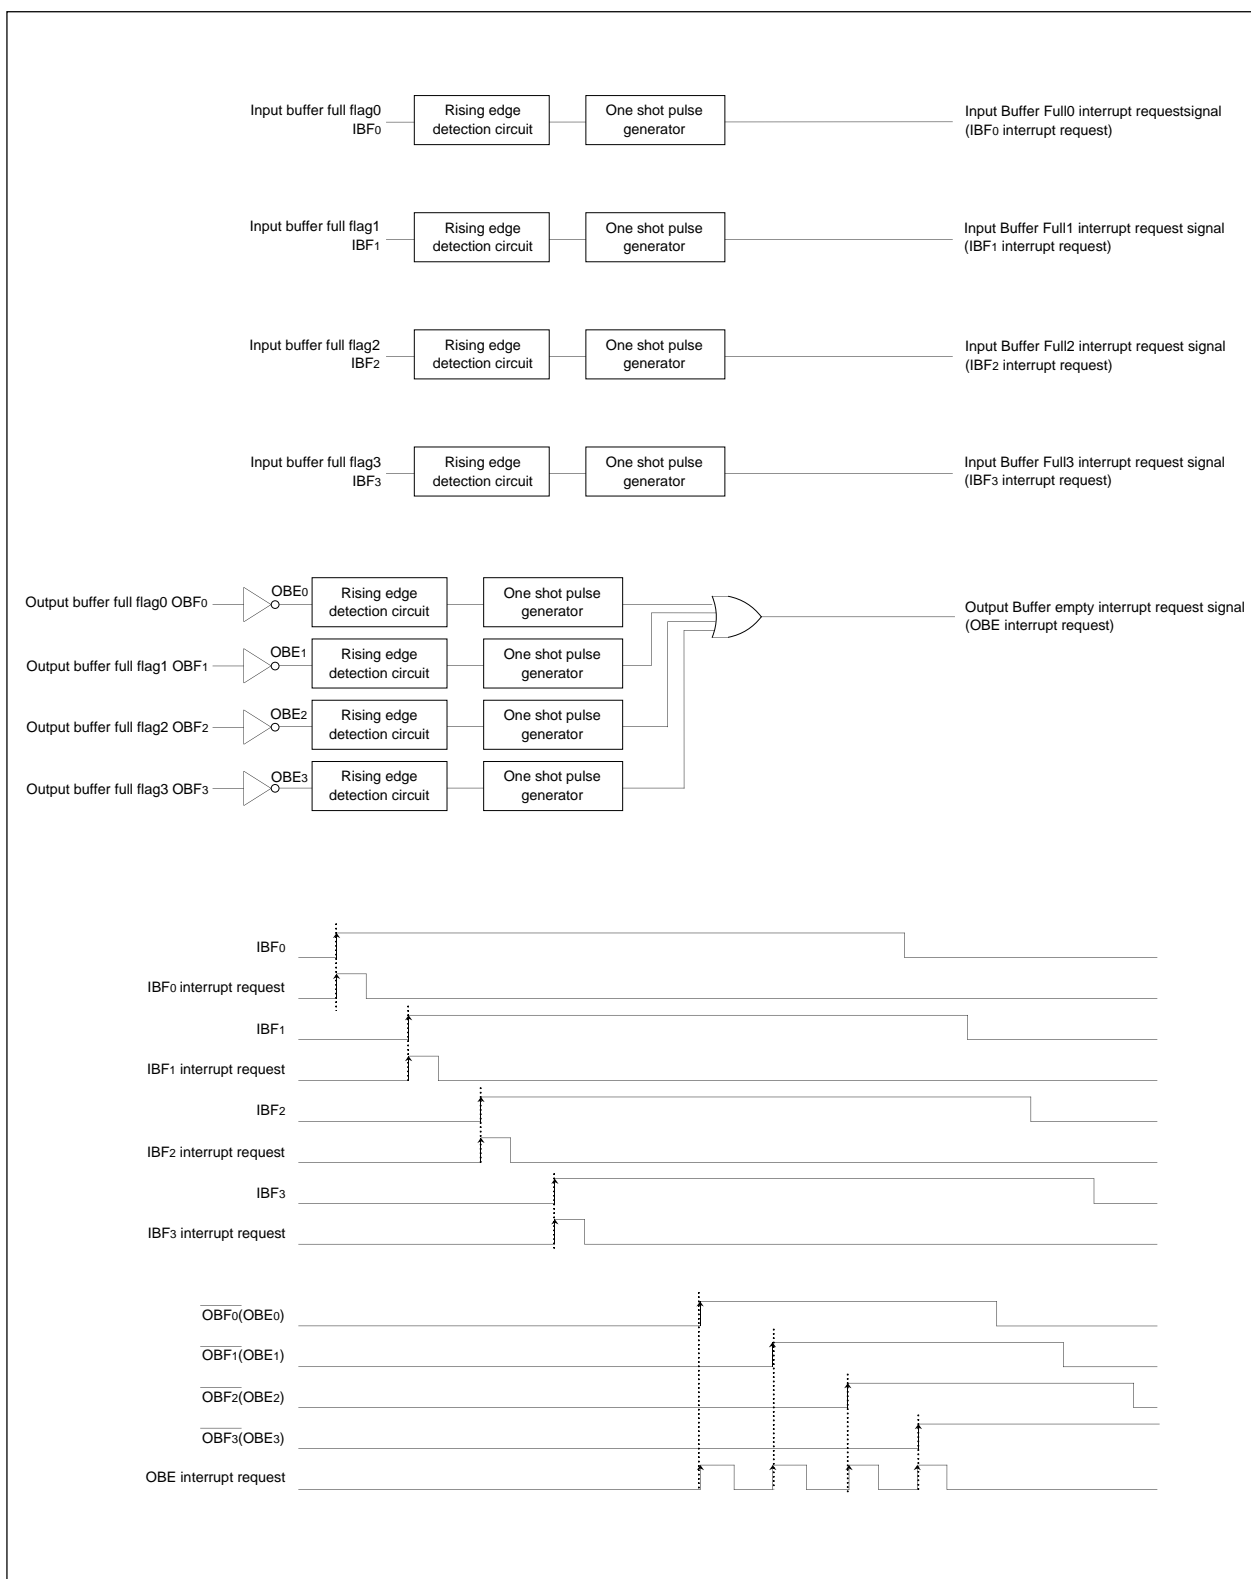 Input buffer full flag0
IBF0
Rising edge
detection circuit
One shot pulse
generator
Input Buffer Full0 interrupt requestsignal
(IBF0 interrupt request)
Input buffer full flag1
IBF1
Rising edge
detection circuit
One shot pulse
generator
Input Buffer Full1 interrupt request signal
(IBF1 interrupt request)
Input buffer full flag2
IBF2
Rising edge
detection circuit
One shot pulse
generator
Input Buffer Full2 interrupt request signal
(IBF2 interrupt request)
Input buffer full flag3
IBF3
Rising edge
detection circuit
One shot pulse
generator
Input Buffer Full3 interrupt request signal
(IBF3 interrupt request)
Output buffer full flag0 OBF0
OBE0
Rising edge
detection circuit
One shot pulse
generator
Output Buffer empty interrupt request signal
(OBE interrupt request)
Output buffer full flag1 OBF1
OBE1
Rising edge
detection circuit
One shot pulse
generator
Output buffer full flag2 OBF2
OBE2
Rising edge
detection circuit
One shot pulse
generator
Output buffer full flag3 OBF3
OBE3
Rising edge
detection circuit
One shot pulse
generator
IBF0
IBF0 interrupt request
IBF1
IBF1 interrupt request
IBF2
IBF2 interrupt request
IBF3
IBF3 interrupt request
OBF0(OBE0)
OBF1(OBE1)
OBF2(OBE2)
OBF3(OBE3)
OBE interrupt request